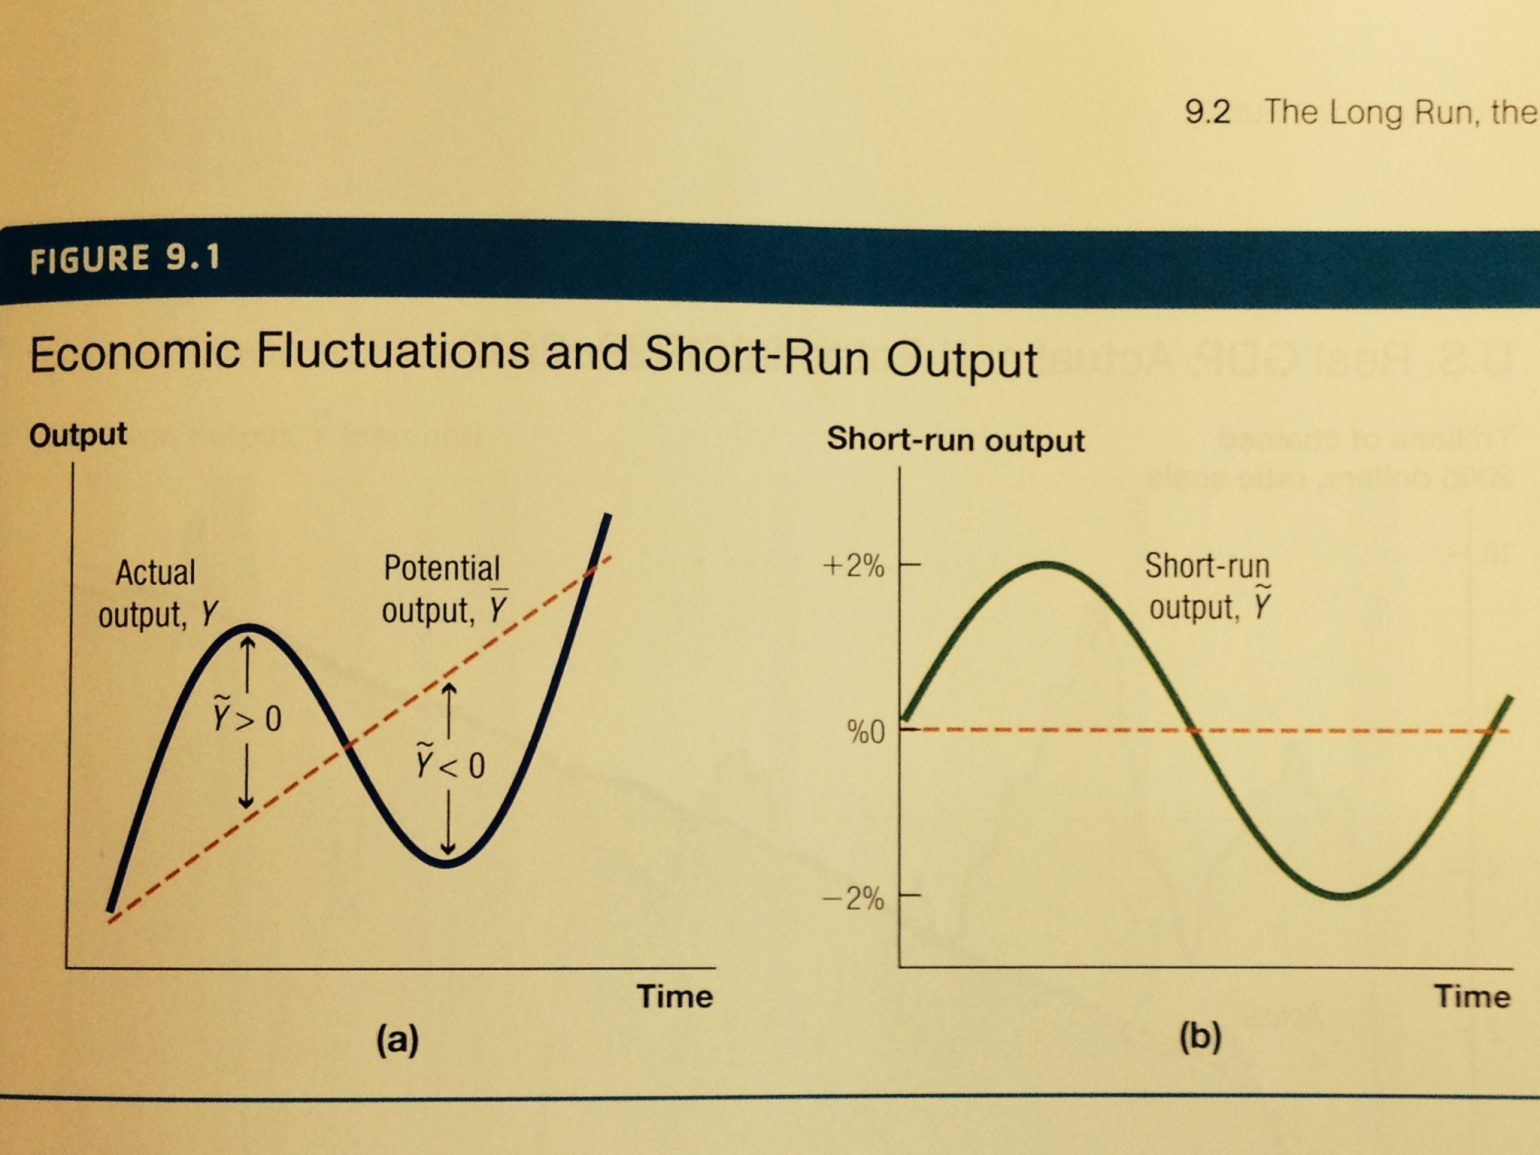 9.2 The Long Run, the
FIGURE 9.1
Economic Fluctuations and Short-Run Output
Output
Actual
output, Y
Potential
output, Y̅
Ỹ > 0
Ỹ < 0
Time
(a)
Short-run output
+2%
%0
−2%
Short-run
output, Ỹ
Time
(b)